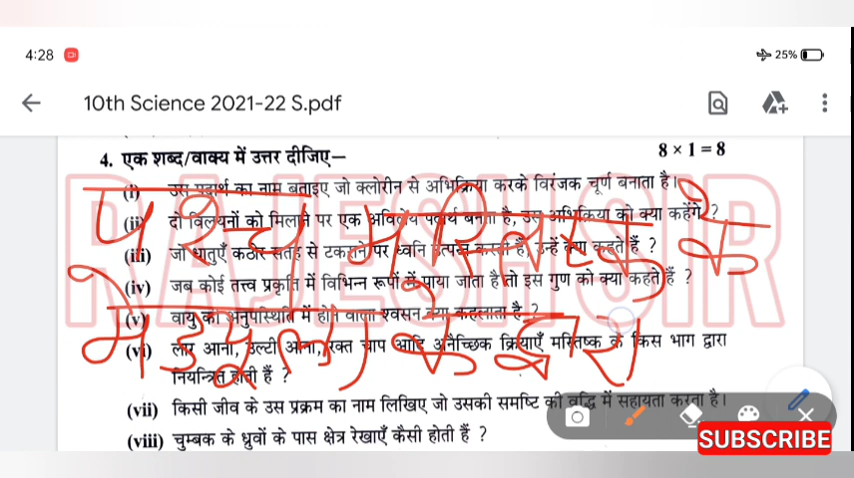 4:28
25%
10th Science 2021-22 S.pdf
4. एक शब्द/वाक्य में उत्तर दीजिए— 8 × 1 = 8
(i) उस पदार्थ का नाम बताइए जो क्लोरीन से अभिक्रिया करके विरंजक चूर्ण बनाता है।
(ii) दो विलयनों को मिलाने पर एक अविलेय पदार्थ बनता है, उस अभिक्रिया को क्या कहेंगे ?
(iii) जो धातुएँ कठोर सतह से टकराने पर ध्वनि उत्पन्न करती हैं, उन्हें क्या कहते हैं ?
(iv) जब कोई तत्त्व प्रकृति में विभिन्न रूपों में पाया जाता है तो इस गुण को क्या कहते हैं ?
(v) वायु की अनुपस्थिति में होने वाला श्वसन क्या कहलाता है ?
(vi) लार आना, उल्टी आना, रक्त चाप आदि अनैच्छिक क्रियाएँ मस्तिष्क के किस भाग द्वारा
नियन्त्रित होती हैं ?
(vii) किसी जीव के उस प्रक्रम का नाम लिखिए जो उसकी समष्टि की वृद्धि में सहायता करता है।
(viii) चुम्बक के ध्रुवों के पास क्षेत्र रेखाएँ कैसी होती हैं ?
RAJESH SIR
पश्च मस्तिष्क के
मेडुला द्वारा
SUBSCRIBE